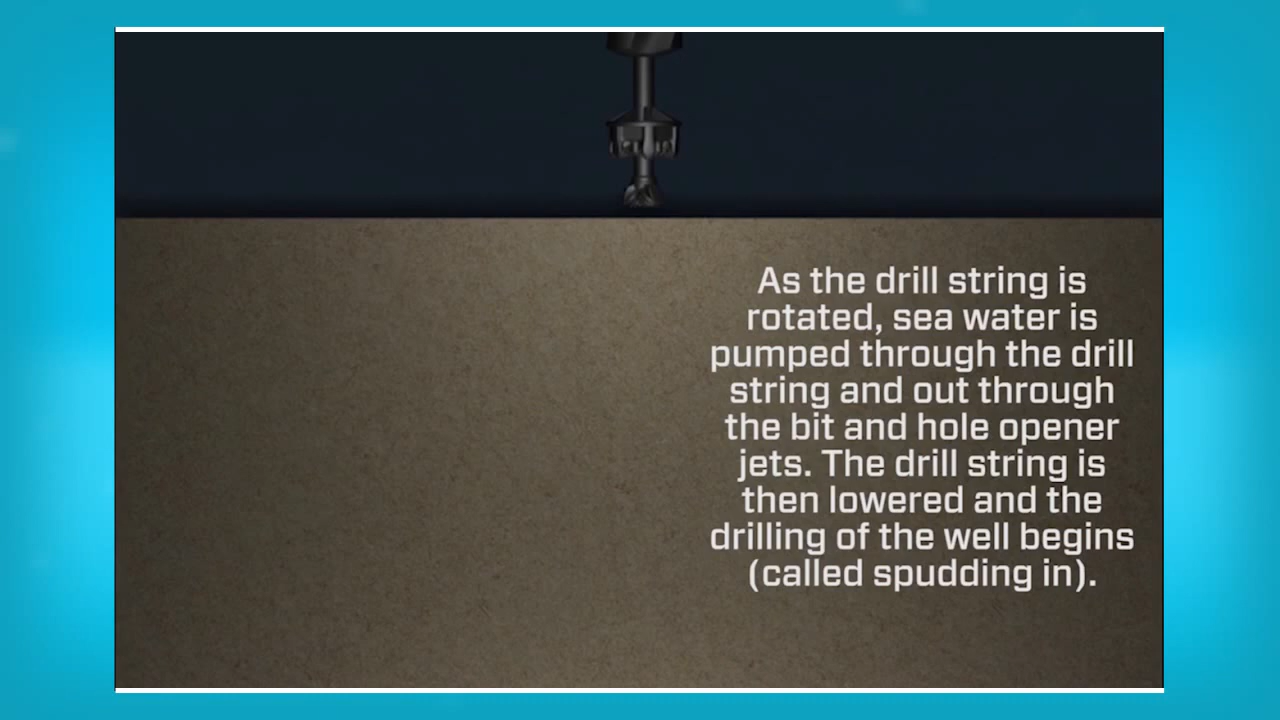 As the drill string is
rotated, sea water is
pumped through the drill
string and out through
the bit and hole opener
jets. The drill string is
then lowered and the
drilling of the well begins
(called spudding in).